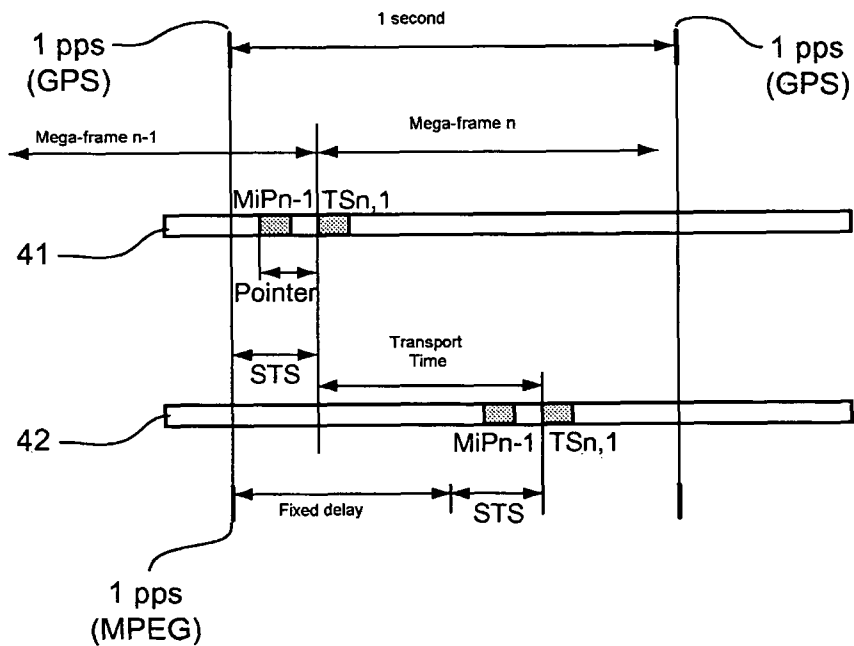 1 second
1 pps
(GPS)
1 pps
(GPS)
Mega-frame n-1
Mega-frame n
MiPn-1
TSn,1
41
Pointer
Transport
Time
STS
42
MiPn-1
TSn,1
Fixed delay
STS
1 pps
(MPEG)